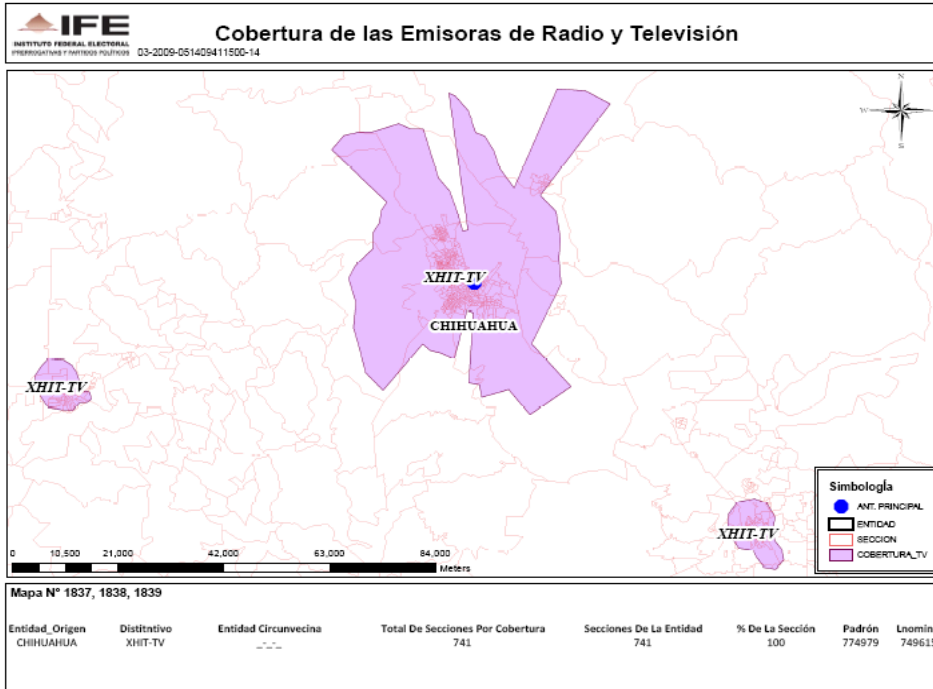 IFE
INSTITUTO FEDERAL ELECTORAL
PRERROGATIVAS Y PARTIDOS POLÍTICOS
03-2009-051409411500-14
Cobertura de las Emisoras de Radio y Televisión
N
W
E
S
XHIT-TV
CHIHUAHUA
XHIT-TV
XHIT-TV
Simbología
ANT. PRINCIPAL
ENTIDAD
SECCION
COBERTURA_TV
0 10,500 21,000 42,000 63,000 84,000
Meters
Mapa N° 1837, 1838, 1839
Entidad_Origen Distitntivo Entidad Circunvecina Total De Secciones Por Cobertura Secciones De La Entidad % De La Sección Padrón Lnomin
CHIHUAHUA XHIT-TV _-_-_ 741 741 100 774979 749615